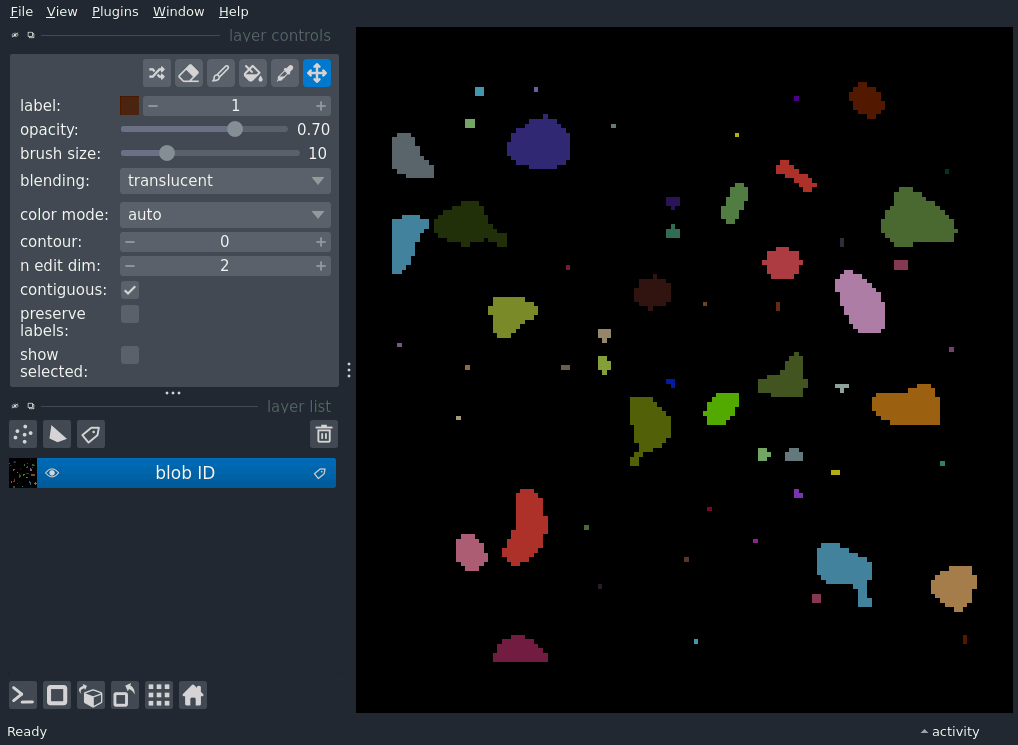 File View Plugins Window Help
layer controls
label: 1
opacity: 0.70
brush size: 10
blending: translucent
color mode: auto
contour: 0
n edit dim: 2
contiguous:
preserve
labels:
show
selected:
layer list
blob ID
Ready
activity